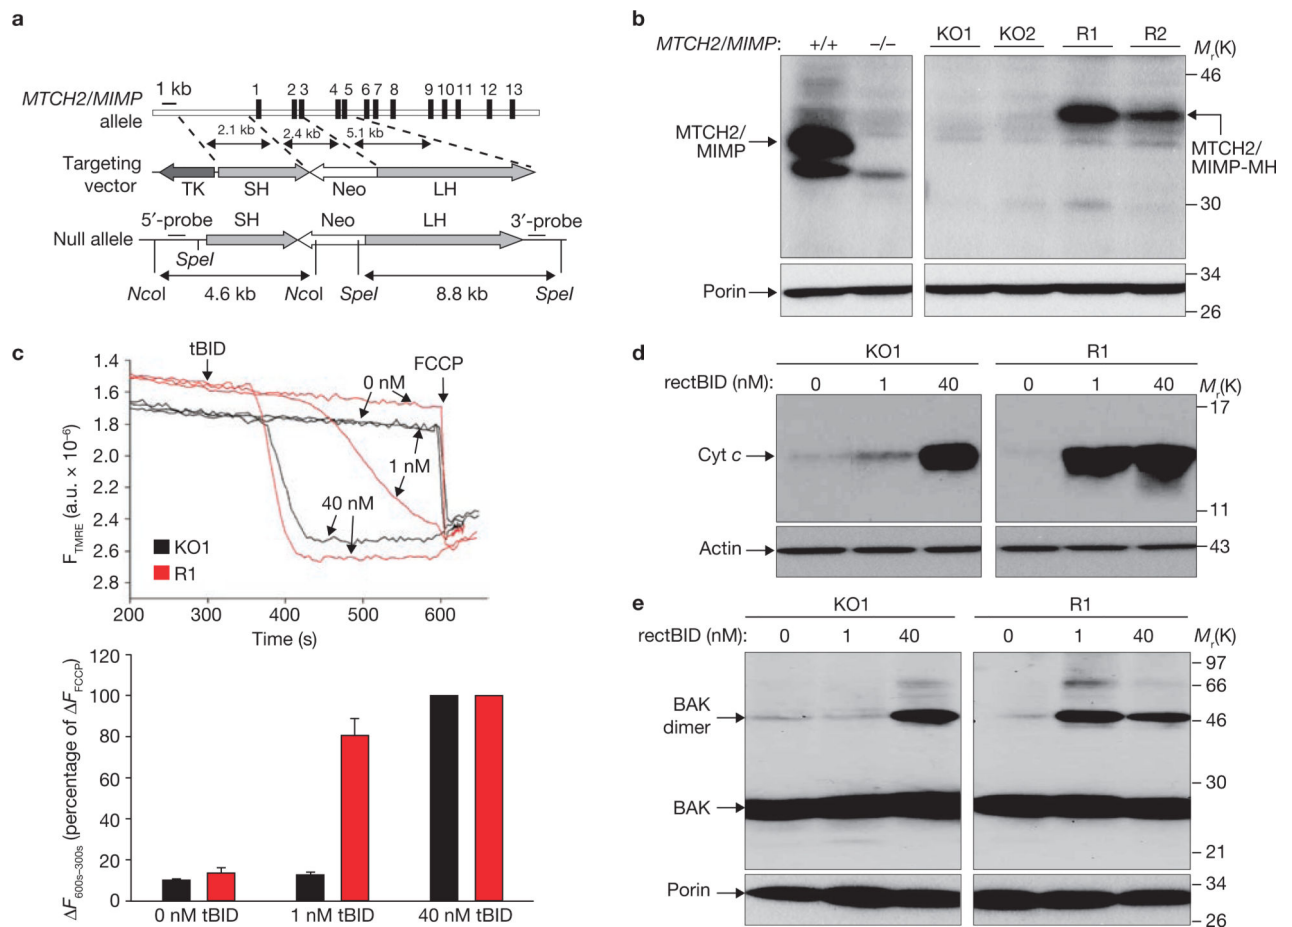 a
1 kb
1 2 3 4 5 6 7 8 9 10 11 12 13
MTCH2/MIMP
allele
2.1 kb 2.4 kb 5.1 kb
Targeting
vector
TK SH Neo LH
5′-probe SH Neo LH 3′-probe
Null allele
SpeI
NcoI 4.6 kb NcoI SpeI 8.8 kb SpeI
b
MTCH2/MIMP: +/+ –/–
KO1 KO2 R1 R2 Mr(K)
46
MTCH2/
MIMP
MTCH2/
MIMP-MH
30
34
Porin
26
c
tBID
FCCP
0 nM
1 nM
40 nM
1.4
1.6
1.8
2.0
2.2
2.4
2.6
2.8
FTMRE (a.u. × 10–6)
KO1
R1
200 300 400 500 600
Time (s)
120
100
80
60
40
20
0
ΔF600s–300s (percentage of ΔFFCCP)
0 nM tBID 1 nM tBID 40 nM tBID
d
KO1 R1
rectBID (nM): 0 1 40 0 1 40 Mr(K)
17
Cyt c
11
Actin
43
e
KO1 R1
rectBID (nM): 0 1 40 0 1 40 Mr(K)
97
66
BAK
dimer
46
30
BAK
21
Porin
34
26